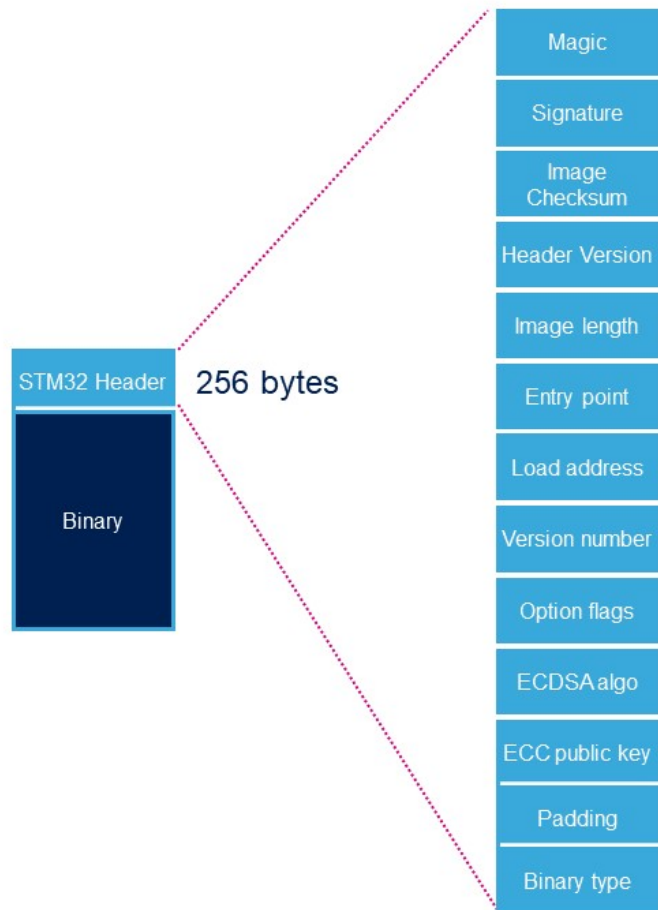 STM32 Header
256 bytes
Binary
Magic
Signature
Image
Checksum
Header Version
Image length
Entry point
Load address
Version number
Option flags
ECDSA algo
ECC public key
Padding
Binary type